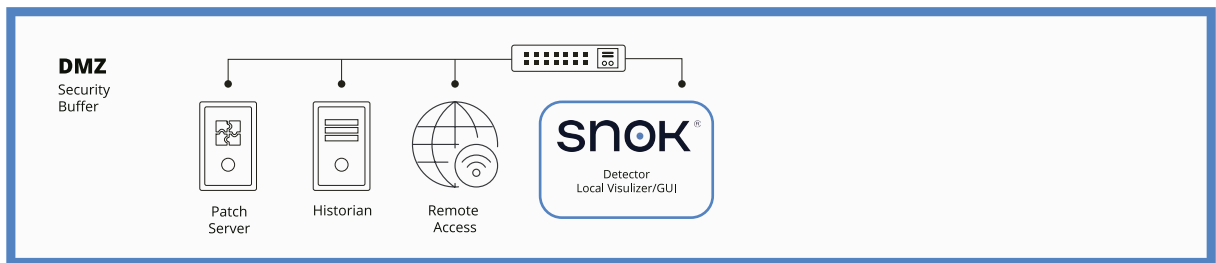 DMZ
Security
Buffer
snok®
Detector
Local Visulizer/GUI
Patch
Server
Historian
Remote
Access